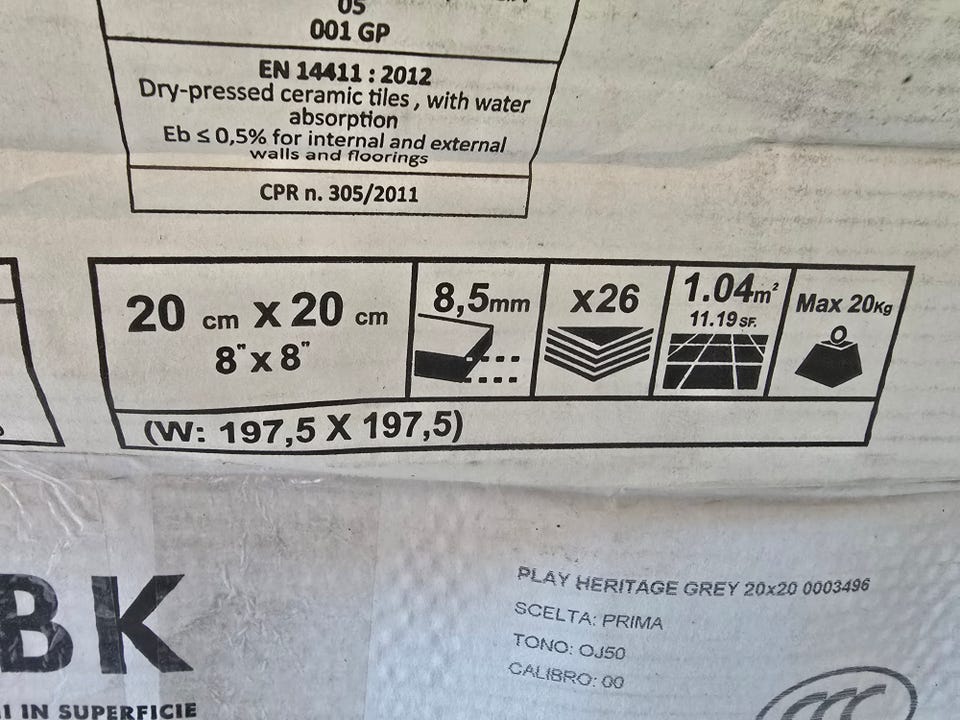 05
001 GP
EN 14411 : 2012
Dry-pressed ceramic tiles , with water
absorption
Eb ≤ 0,5% for internal and external
walls and floorings
CPR n. 305/2011
20 cm x 20 cm
8" x 8"
8,5mm
x26
1.04m²
11.19 SF.
Max 20Kg
(W: 197,5 X 197,5)
BK
I IN SUPERFICIE
PLAY HERITAGE GREY 20x20 0003496
SCELTA: PRIMA
TONO: OJ50
CALIBRO: 00
CCC